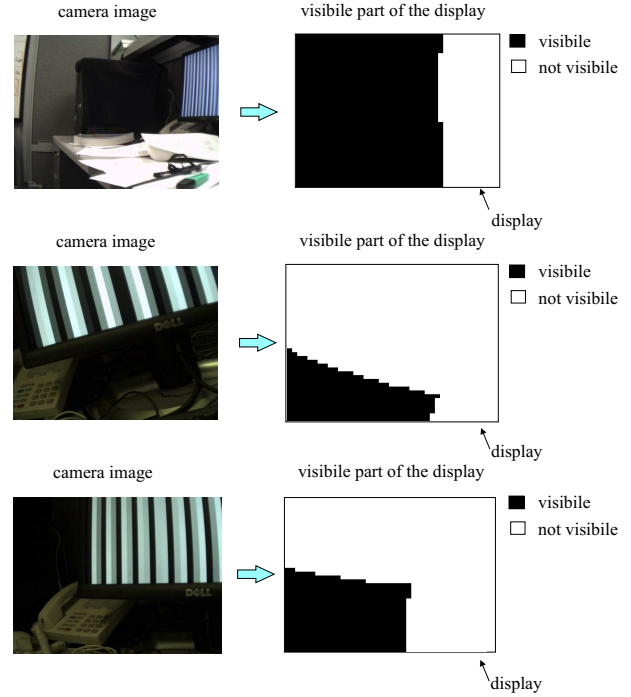 camera image
visibile part of the display
visibile
not visibile
display
camera image
visibile part of the display
visibile
not visibile
DELL
display
camera image
visibile part of the display
visibile
not visibile
DELL
display